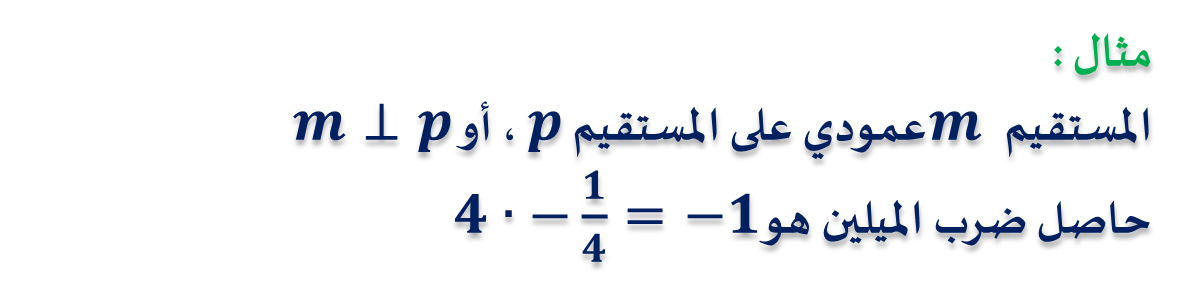 مثال :
المستقيم m عمودي على المستقيم p ، أو m ⊥ p
حاصل ضرب الميلين هو 4 · −1/4 = −1